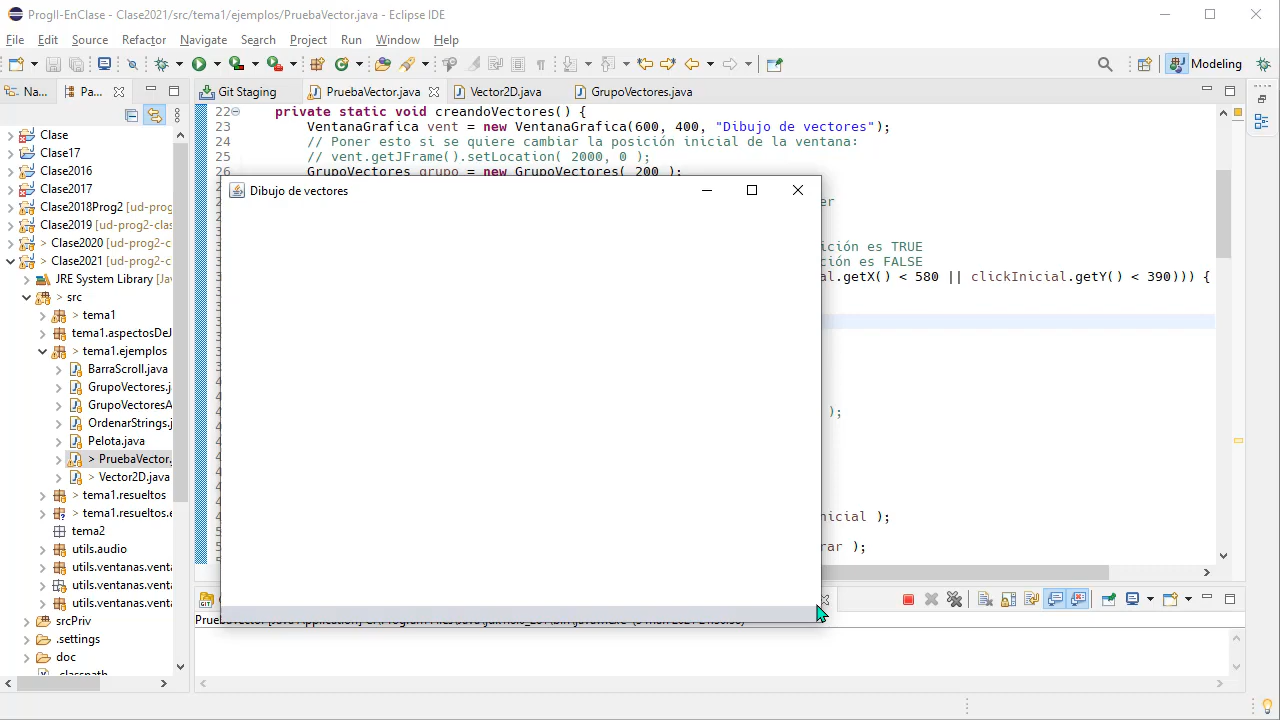 ProgII-EnClase - Clase2021/src/tema1/ejemplos/PruebaVector.java - Eclipse IDE
File Edit Source Refactor Navigate Search Project Run Window Help
Modeling
Na... Pa...
Git Staging PruebaVector.java Vector2D.java GrupoVectores.java
Clase
Clase17
Clase2016
Clase2017
Clase2018Prog2 [ud-prog
Clase2019 [ud-prog2-clas
> Clase2020 [ud-prog2-c
> Clase2021 [ud-prog2-c
JRE System Library [Jav
> src
> tema1
tema1.aspectosDeJ
> tema1.ejemplos
BarraScroll.java
GrupoVectores.j
GrupoVectoresA
OrdenarStrings.j
Pelota.java
> PruebaVector.
> Vector2D.java
> tema1.resueltos
> tema1.resueltos.e
tema2
utils.audio
utils.ventanas.venta
utils.ventanas.venta
utils.ventanas.venta
srcPriv
> .settings
doc
.classpath
22 private static void creandoVectores() {
23 VentanaGrafica vent = new VentanaGrafica(600, 400, "Dibujo de vectores");
24 // Poner esto si se quiere cambiar la posición inicial de la ventana:
25 // vent.getJFrame().setLocation( 2000, 0 );
26 GrupoVectores grupo = new GrupoVectores( 200 );
Dibujo de vectores
er
ición es TRUE
ción es FALSE
al.getX() < 580 || clickInicial.getY() < 390))) {
);
nicial );
rar );